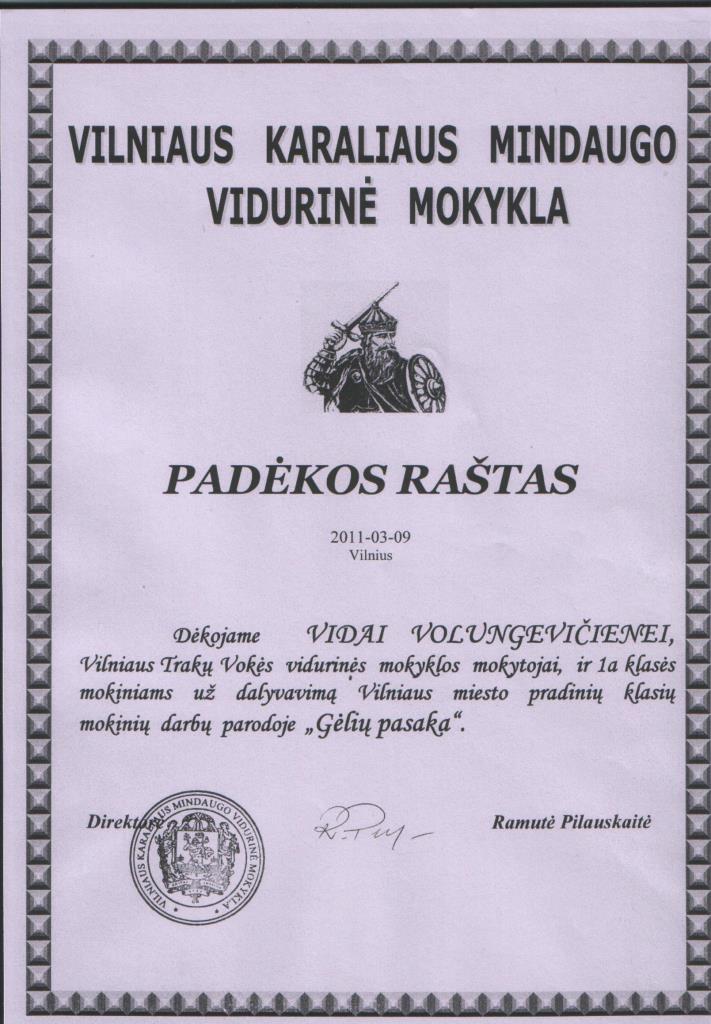 VILNIAUS KARALIAUS MINDAUGO
VIDURINĖ MOKYKLA
PADĖKOS RAŠTAS
2011-03-09
Vilnius
Dėkojame VIDAI VOLUNGEVIČIENEI,
Vilniaus Trakų Vokės vidurinės mokyklos mokytojai, ir 1a klasės
mokiniams už dalyvavimą Vilniaus miesto pradinių klasių
mokinių darbų parodoje „Gėlių pasaka“.
Direktorė Ramutė Pilauskaitė
VILNIAUS KARALIAUS MINDAUGO VIDURINĖ MOKYKLA